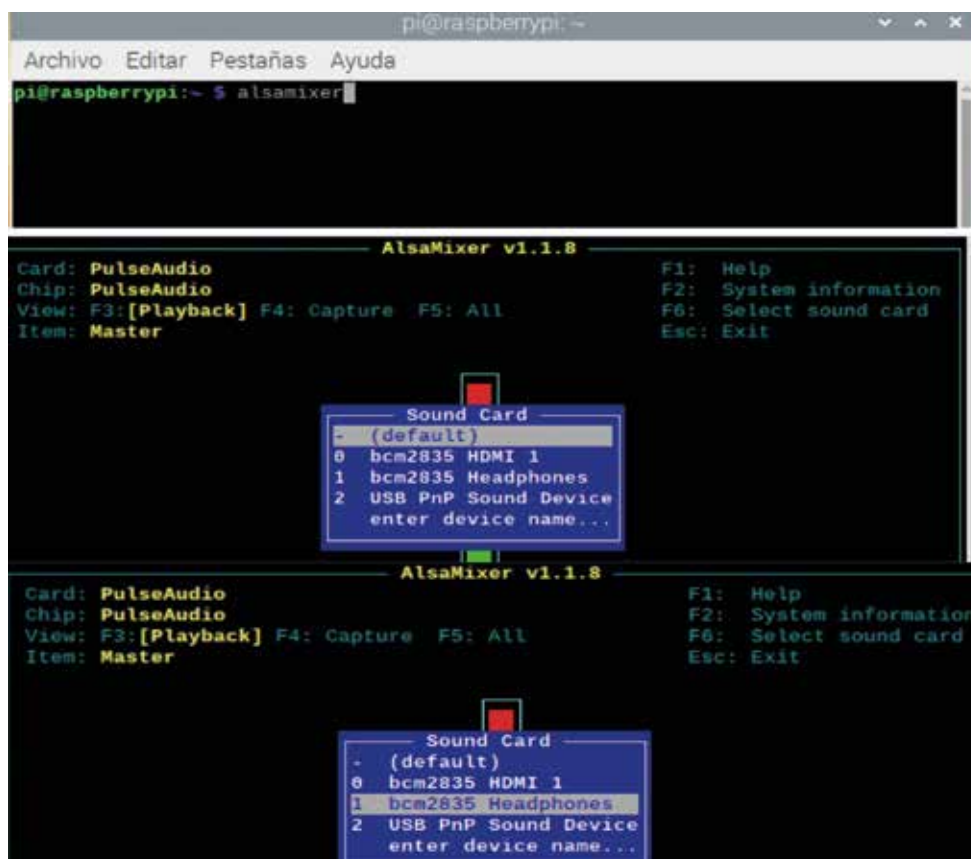 pi@raspberrypi: ~
Archivo Editar Pestañas Ayuda
pi@raspberrypi:~ $ alsamixer
AlsaMixer v1.1.8
Card: PulseAudio
Chip: PulseAudio
View: F3:[Playback] F4: Capture F5: All
Item: Master
F1: Help
F2: System information
F6: Select sound card
Esc: Exit
Sound Card
- (default)
0 bcm2835 HDMI 1
1 bcm2835 Headphones
2 USB PnP Sound Device
enter device name...
AlsaMixer v1.1.8
Card: PulseAudio
Chip: PulseAudio
View: F3:[Playback] F4: Capture F5: All
Item: Master
F1: Help
F2: System information
F6: Select sound card
Esc: Exit
Sound Card
- (default)
0 bcm2835 HDMI 1
1 bcm2835 Headphones
2 USB PnP Sound Device
enter device name...